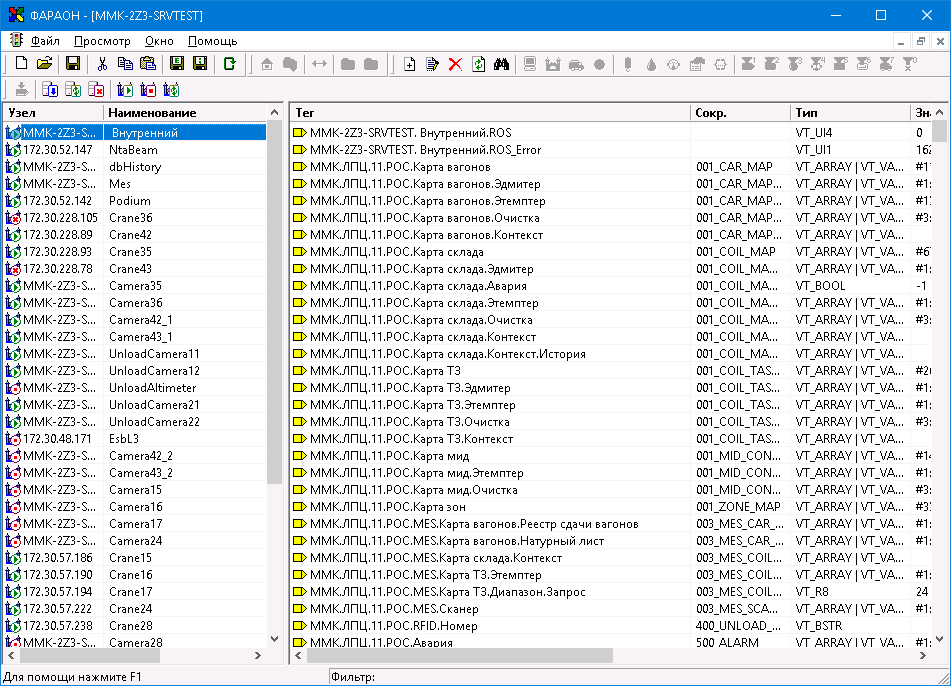 ФАРАОН - [MMK-2Z3-SRVTEST]
Файл Просмотр Окно Помощь
Узел Наименование Тег Сокр. Тип Зн
MMK-2Z3-S... Внутренний MMK-2Z3-SRVTEST. Внутренний.ROS VT_UI4 0
172.30.52.147 NtaBeam MMK-2Z3-SRVTEST. Внутренний.ROS_Error VT_UI1 162
MMK-2Z3-S... dbHistory ММК.ЛПЦ.11.РОС.Карта вагонов 001_CAR_MAP VT_ARRAY | VT_VA... #1
MMK-2Z3-S... Mes ММК.ЛПЦ.11.РОС.Карта вагонов.Эдмитер 001_CAR_MAP... VT_ARRAY | VT_VA... #1
172.30.52.142 Podium ММК.ЛПЦ.11.РОС.Карта вагонов.Этемптер 001_CAR_MAP... VT_ARRAY | VT_VA... #1
172.30.228.105 Crane36 ММК.ЛПЦ.11.РОС.Карта вагонов.Очистка 001_CAR_MAP... VT_ARRAY | VT_VA... #3
172.30.228.89 Crane42 ММК.ЛПЦ.11.РОС.Карта вагонов.Контекст 001_CAR_MAP... VT_ARRAY | VT_VA...
172.30.228.93 Crane35 ММК.ЛПЦ.11.РОС.Карта склада 001_COIL_MAP VT_ARRAY | VT_VA... #6
172.30.228.78 Crane43 ММК.ЛПЦ.11.РОС.Карта склада.Эдмитер 001_COIL_MA... VT_ARRAY | VT_VA... #1
MMK-2Z3-S... Camera35 ММК.ЛПЦ.11.РОС.Карта склада.Авария 001_COIL_MA... VT_BOOL -1
MMK-2Z3-S... Camera36 ММК.ЛПЦ.11.РОС.Карта склада.Этемптер 001_COIL_MA... VT_ARRAY | VT_VA... #1
MMK-2Z3-S... Camera42_1 ММК.ЛПЦ.11.РОС.Карта склада.Очистка 001_COIL_MA... VT_ARRAY | VT_VA... #3
MMK-2Z3-S... Camera43_1 ММК.ЛПЦ.11.РОС.Карта склада.Контекст 001_COIL_MA... VT_ARRAY | VT_VA...
MMK-2Z3-S... UnloadCamera11 ММК.ЛПЦ.11.РОС.Карта склада.Контекст.История 001_COIL_MA... VT_ARRAY | VT_VA...
MMK-2Z3-S... UnloadCamera12 ММК.ЛПЦ.11.РОС.Карта ТЗ 001_COIL_TAS... VT_ARRAY | VT_VA... #2
MMK-2Z3-S... UnloadAltimeter ММК.ЛПЦ.11.РОС.Карта ТЗ.Эдмитер 001_COIL_TAS... VT_ARRAY | VT_VA... #1
MMK-2Z3-S... UnloadCamera21 ММК.ЛПЦ.11.РОС.Карта ТЗ.Этемптер 001_COIL_TAS... VT_ARRAY | VT_VA... #1
MMK-2Z3-S... UnloadCamera22 ММК.ЛПЦ.11.РОС.Карта ТЗ.Очистка 001_COIL_TAS... VT_ARRAY | VT_VA... #3
172.30.48.171 EsbL3 ММК.ЛПЦ.11.РОС.Карта ТЗ.Контекст 001_COIL_TAS... VT_ARRAY | VT_VA...
MMK-2Z3-S... Camera42_2 ММК.ЛПЦ.11.РОС.Карта мид 001_MID_CON... VT_ARRAY | VT_VA... #1
MMK-2Z3-S... Camera43_2 ММК.ЛПЦ.11.РОС.Карта мид.Этемптер 001_MID_CON... VT_ARRAY | VT_VA... #1
MMK-2Z3-S... Camera15 ММК.ЛПЦ.11.РОС.Карта мид.Очистка 001_MID_CON... VT_ARRAY | VT_VA... #3
MMK-2Z3-S... Camera16 ММК.ЛПЦ.11.РОС.Карта зон 001_ZONE_MAP VT_ARRAY | VT_VA... #3
MMK-2Z3-S... Camera17 ММК.ЛПЦ.11.РОС.MES.Карта вагонов.Реестр сдачи вагонов 003_MES_CAR_... VT_ARRAY | VT_VA... #1
MMK-2Z3-S... Camera24 ММК.ЛПЦ.11.РОС.MES.Карта вагонов.Натурный лист 003_MES_CAR_... VT_ARRAY | VT_VA... #1
172.30.57.186 Crane15 ММК.ЛПЦ.11.РОС.MES.Карта склада.Контекст 003_MES_COIL... VT_ARRAY | VT_VA...
172.30.57.190 Crane16 ММК.ЛПЦ.11.РОС.MES.Карта ТЗ.Этемптер 003_MES_COIL... VT_ARRAY | VT_VA... #1
172.30.57.194 Crane17 ММК.ЛПЦ.11.РОС.MES.Карта ТЗ.Диапазон.Запрос 003_MES_COIL... VT_R8 24
172.30.57.222 Crane24 ММК.ЛПЦ.11.РОС.MES.Сканер 003_MES_SCA... VT_ARRAY | VT_VA... #1
172.30.57.238 Crane28 ММК.ЛПЦ.11.РОС.RFID.Номер 400_UNLOAD_... VT_BSTR
MMK-2Z3-S... Camera28 ММК.ЛПЦ.11.РОС.Авария 500_ALARM VT_ARRAY | VT_VA... #1
Для помощи нажмите F1 Фильтр: